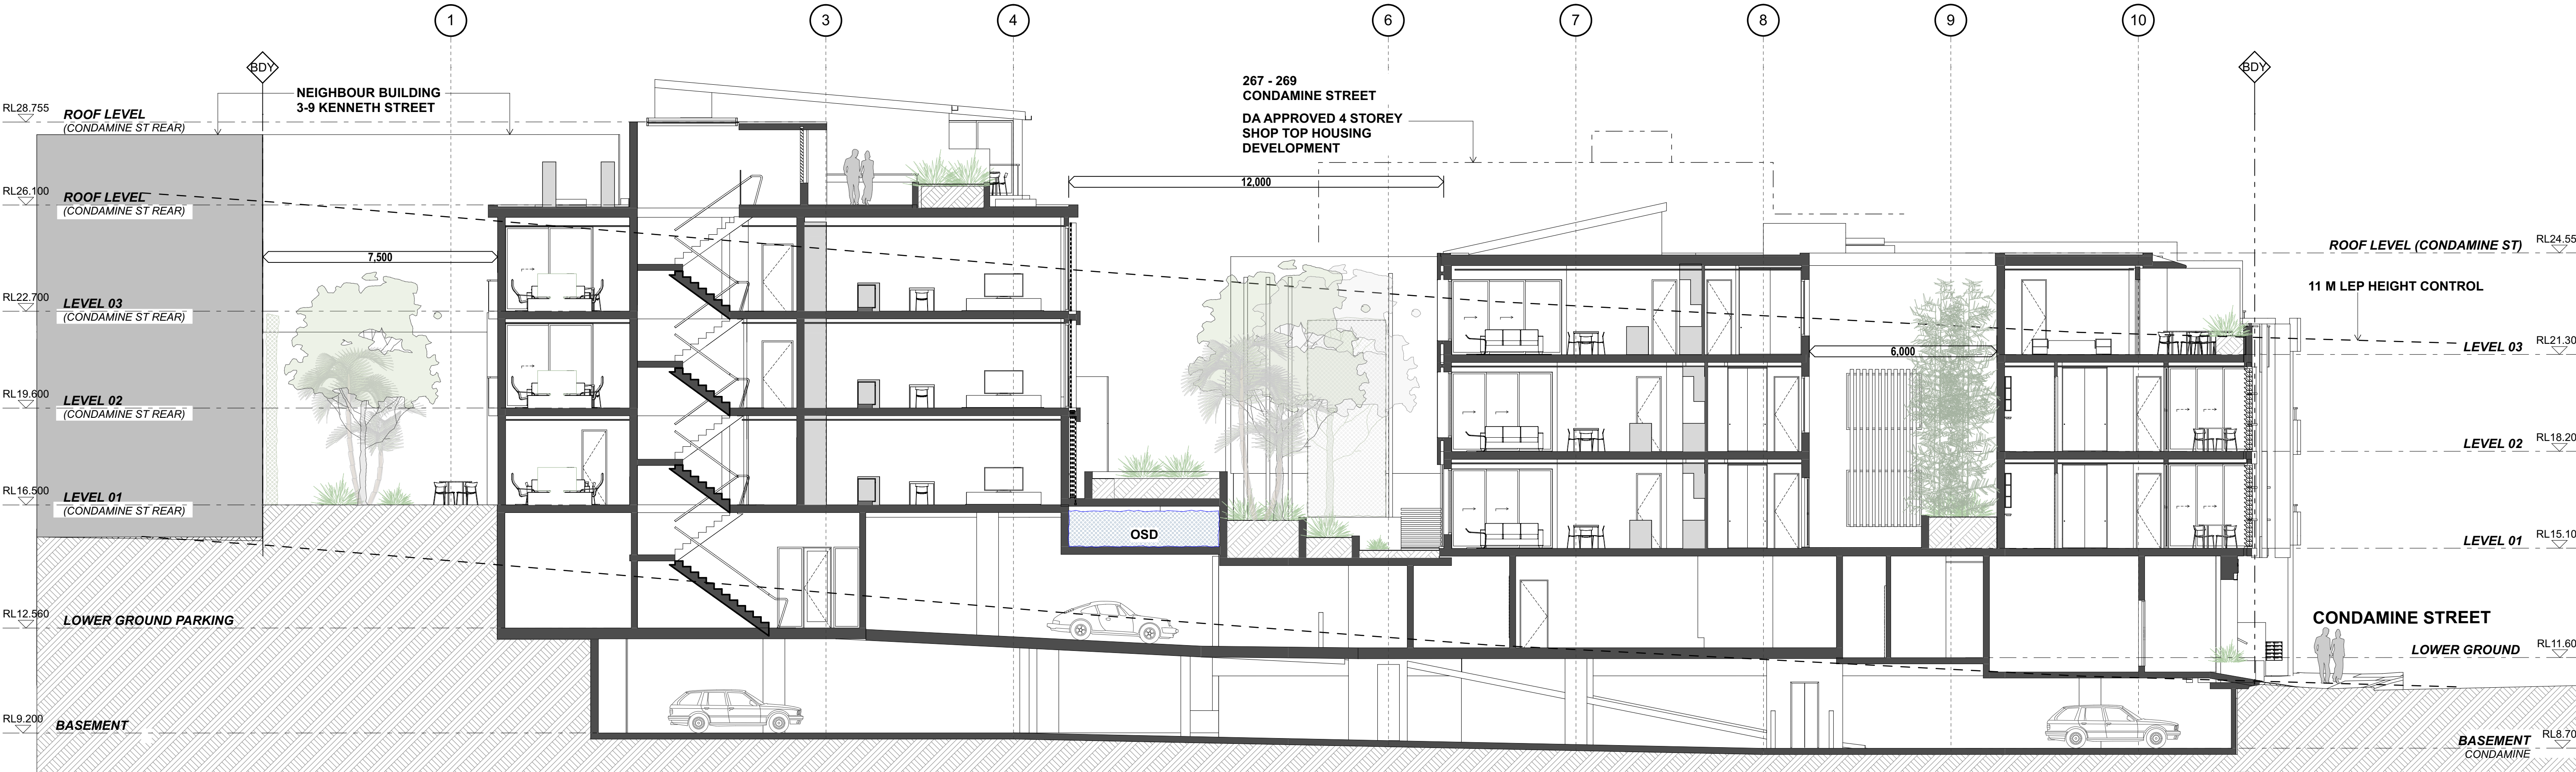 1
3
4
6
7
8
9
10
BDY
BDY
NEIGHBOUR BUILDING
3-9 KENNETH STREET
267 - 269
CONDAMINE STREET
DA APPROVED 4 STOREY
SHOP TOP HOUSING
DEVELOPMENT
RL28.755
ROOF LEVEL
(CONDAMINE ST REAR)
RL26.100
ROOF LEVEL
(CONDAMINE ST REAR)
12,000
7,500
ROOF LEVEL (CONDAMINE ST)
RL24.55
11 M LEP HEIGHT CONTROL
RL22.700
LEVEL 03
(CONDAMINE ST REAR)
6,000
LEVEL 03
RL21.30
RL19.600
LEVEL 02
(CONDAMINE ST REAR)
LEVEL 02
RL18.20
RL16.500
LEVEL 01
(CONDAMINE ST REAR)
OSD
LEVEL 01
RL15.10
RL12.560
LOWER GROUND PARKING
CONDAMINE STREET
LOWER GROUND
RL11.60
RL9.200
BASEMENT
BASEMENT
CONDAMINE
RL8.70